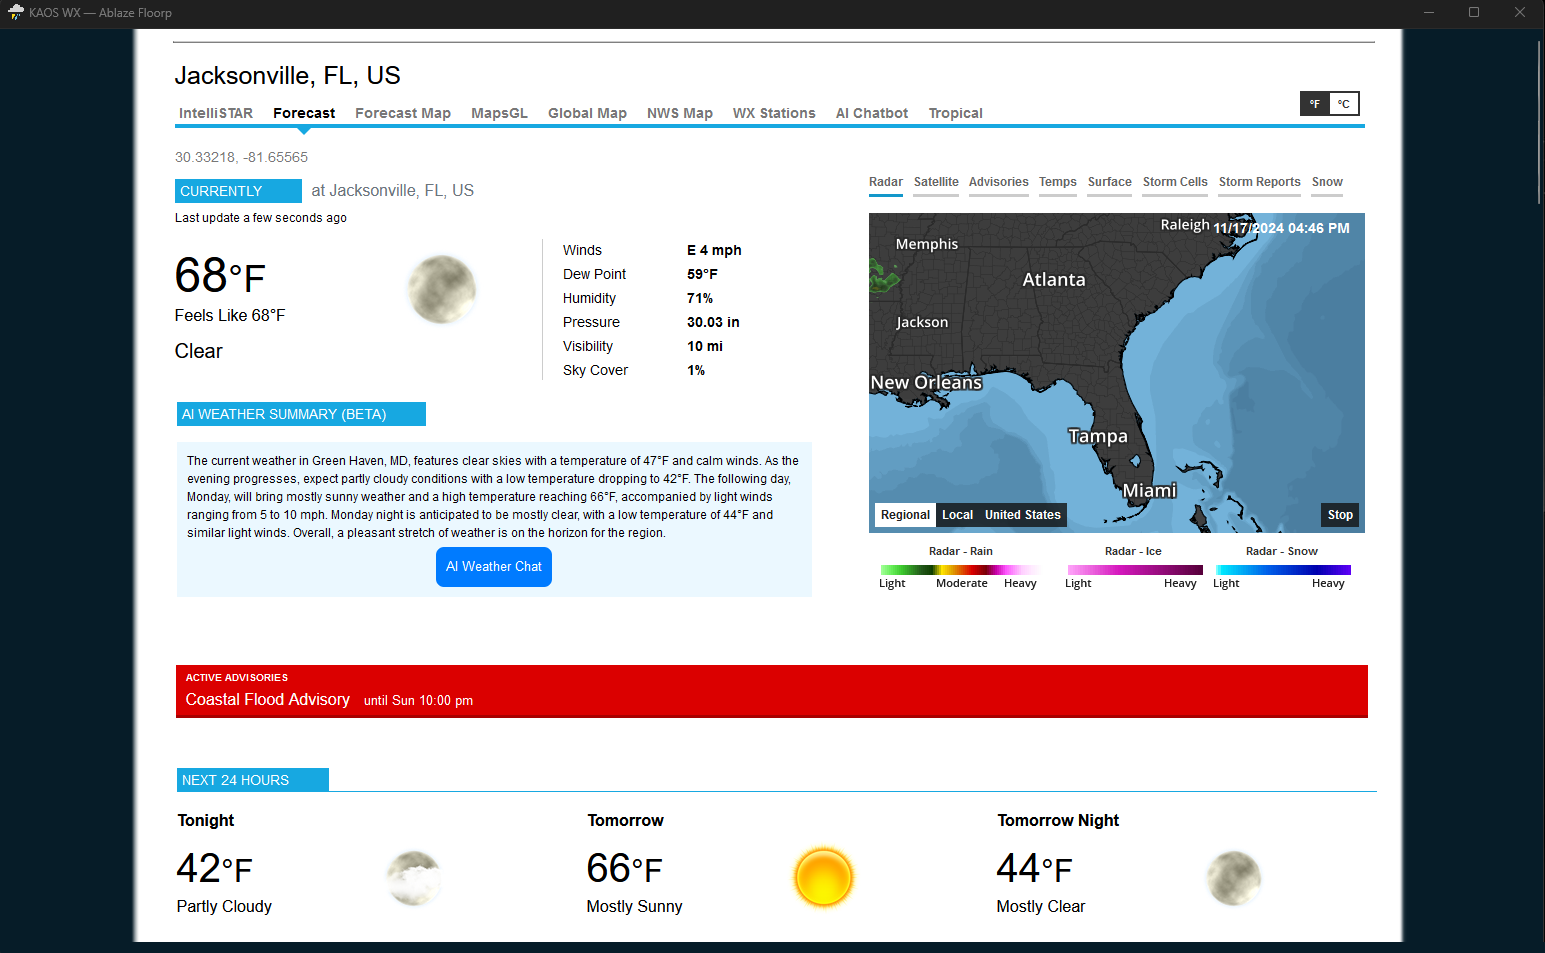 KAOS WX — Ablaze Floorp
Jacksonville, FL, US
IntelliSTAR Forecast Forecast Map MapsGL Global Map NWS Map WX Stations AI Chatbot Tropical
°F °C
30.33218, -81.65565
CURRENTLY at Jacksonville, FL, US
Last update a few seconds ago
68°F
Feels Like 68°F
Clear
Winds E 4 mph
Dew Point 59°F
Humidity 71%
Pressure 30.03 in
Visibility 10 mi
Sky Cover 1%
AI WEATHER SUMMARY (BETA)
The current weather in Green Haven, MD, features clear skies with a temperature of 47°F and calm winds. As the
evening progresses, expect partly cloudy conditions with a low temperature dropping to 42°F. The following day,
Monday, will bring mostly sunny weather and a high temperature reaching 66°F, accompanied by light winds
ranging from 5 to 10 mph. Monday night is anticipated to be mostly clear, with a low temperature of 44°F and
similar light winds. Overall, a pleasant stretch of weather is on the horizon for the region.
AI Weather Chat
Radar Satellite Advisories Temps Surface Storm Cells Storm Reports Snow
Raleigh 11/17/2024 04:46 PM
Memphis
Atlanta
Jackson
New Orleans
Tampa
Miami
Regional Local United States Stop
Radar - Rain Radar - Ice Radar - Snow
Light Moderate Heavy Light Heavy Light Heavy
ACTIVE ADVISORIES
Coastal Flood Advisory until Sun 10:00 pm
NEXT 24 HOURS
Tonight
42°F
Partly Cloudy
Tomorrow
66°F
Mostly Sunny
Tomorrow Night
44°F
Mostly Clear